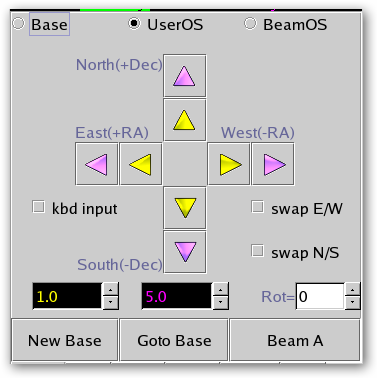 Base UserOS BeamOS
North(+Dec)
East(+RA) West(-RA)
kbd input swap E/W
swap N/S
South(-Dec)
1.0 5.0 Rot= 0
New Base Goto Base Beam A